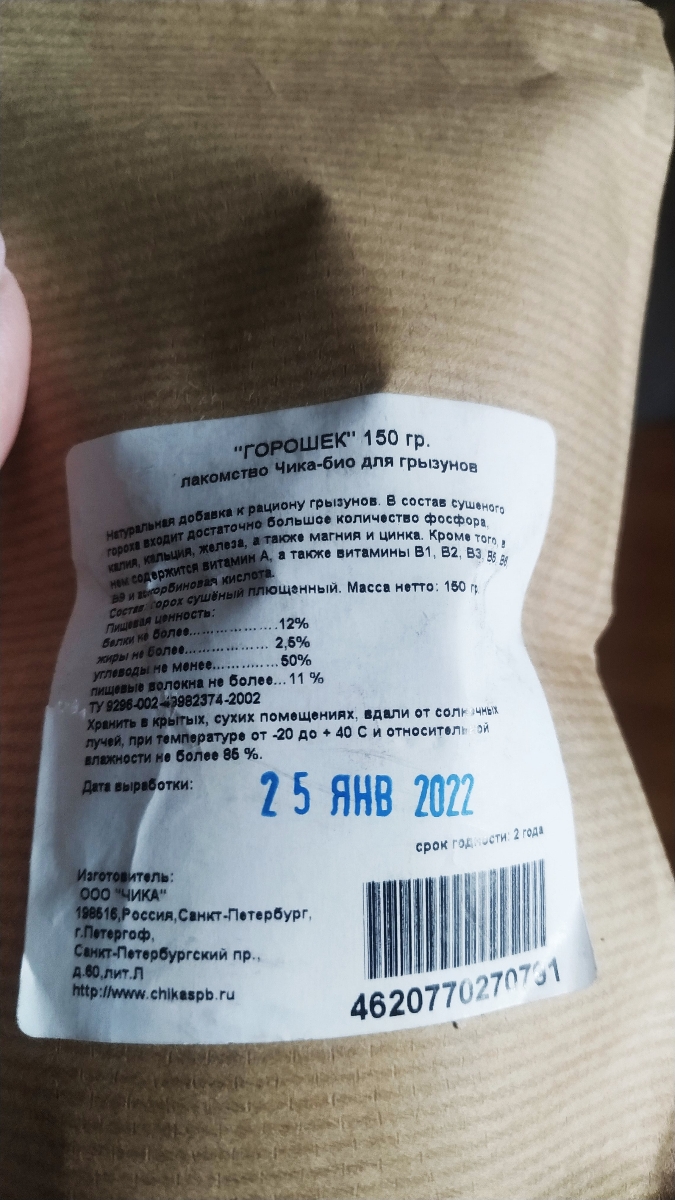 "ГОРОШЕК" 150 гр.
лакомство Чика-био для грызунов
Натуральная добавка к рациону грызунов. В состав сушеного
гороха входит достаточно большое количество фосфора,
калия, кальция, железа, а также магния и цинка. Кроме того, в
нем содержится витамин А, а также витамины В1, В2, В3, В5, В6
В9 и аскорбиновая кислота.
Состав: горох сушёный плющенный. Масса нетто: 150 гр
Пищевая ценность:
белки не более...................12%
жиры не более.................. 2,5%
углеводы не менее.............50%
пищевые волокна не более...11 %
ТУ 9296-002-49982374-2002
Хранить в крытых, сухих помещениях, вдали от солнечных
лучей, при температуре от -20 до + 40 С и относительной
влажности не более 85 %.
Дата выработки:
25 ЯНВ 2022
срок годности: 2 года
Изготовитель:
ООО "ЧИКА"
198516,Россия,Санкт-Петербург,
г.Петергоф,
Санкт-Петербургский пр.,
д.60,лит.Л
http://www.chikaspb.ru
4620770270791